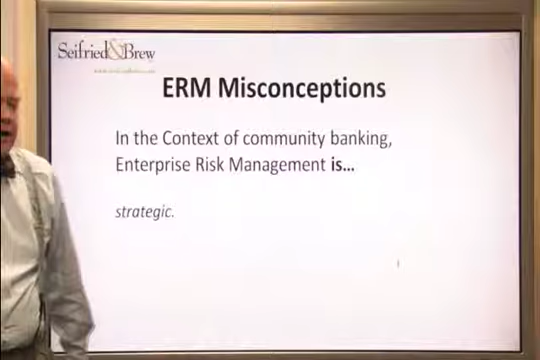 Seifried&Brew
ERM Misconceptions
In the Context of community banking,
Enterprise Risk Management is...
strategic.